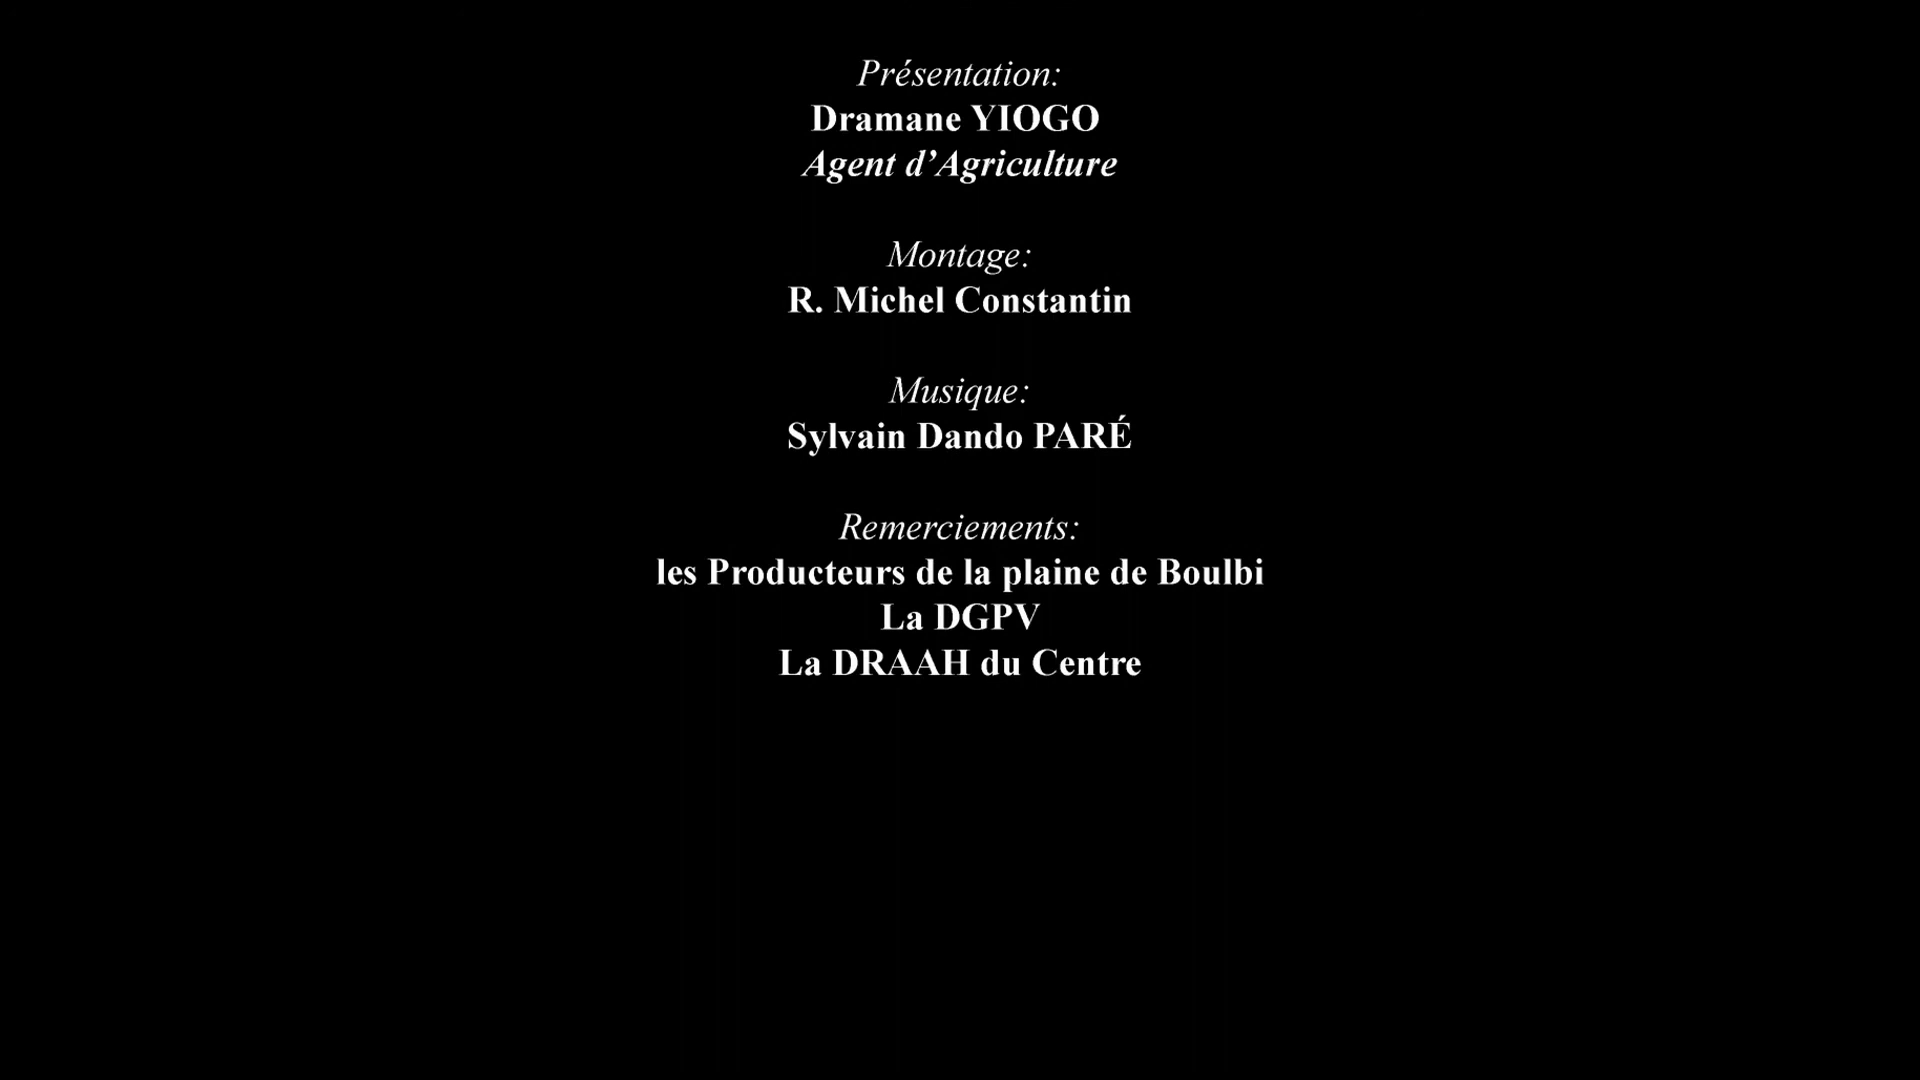 Présentation:
Dramane YIOGO
Agent d’Agriculture
Montage:
R. Michel Constantin
Musique:
Sylvain Dando PARÉ
Remerciements:
les Producteurs de la plaine de Boulbi
La DGPV
La DRAAH du Centre